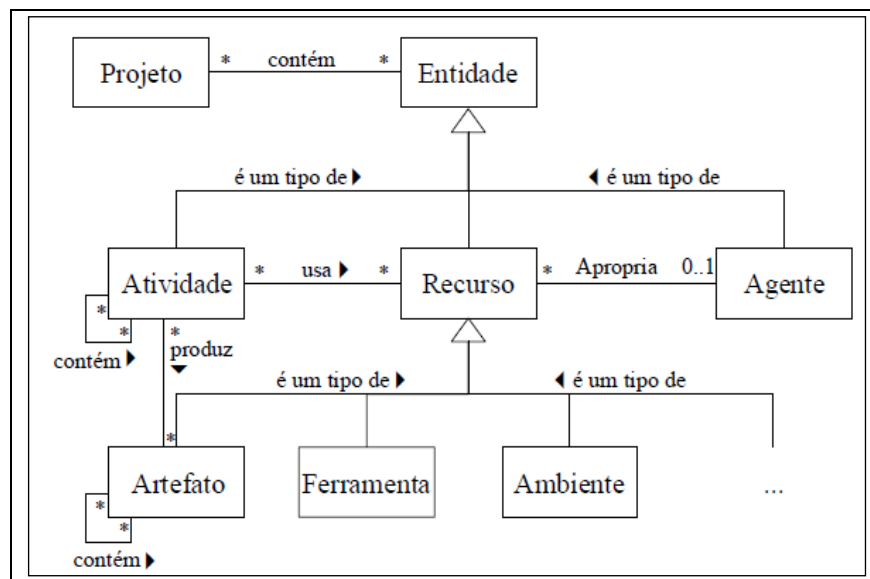 Projeto * contém * Entidade
é um tipo de ▶ ◀ é um tipo de
Atividade * usa ▶ * Recurso * Apropria 0..1 Agente
*
* *
contém ▶ produz
▼
é um tipo de ▶ ◀ é um tipo de
*
Artefato Ferramenta Ambiente ...
*
*
contém ▶